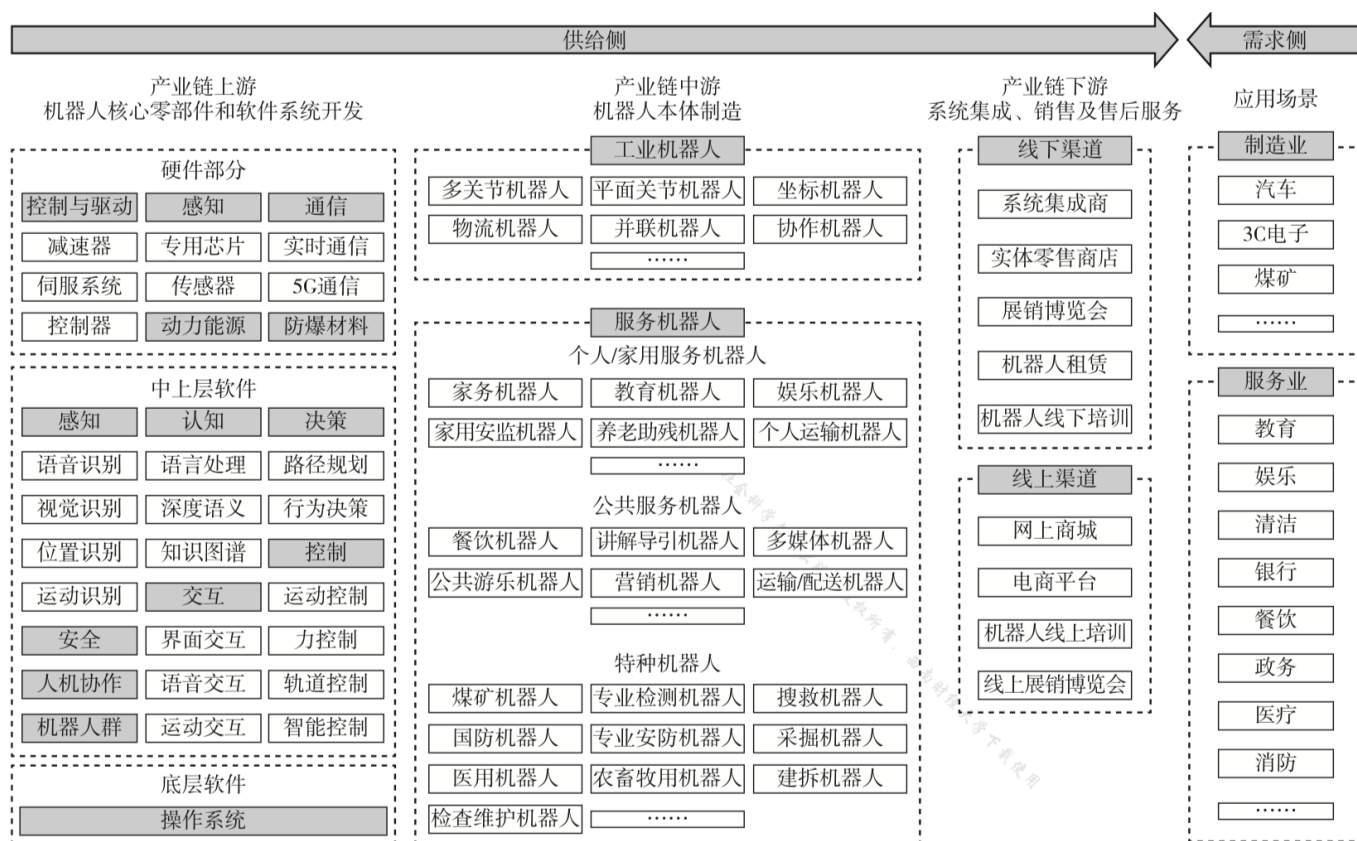 供给侧
需求侧
产业链上游
机器人核心零部件和软件系统开发
硬件部分
控制与驱动 感知 通信
减速器 专用芯片 实时通信
伺服系统 传感器 5G通信
控制器 动力能源 防爆材料
中上层软件
感知 认知 决策
语音识别 语言处理 路径规划
视觉识别 深度语义 行为决策
位置识别 知识图谱 控制
运动识别 交互 运动控制
安全 界面交互 力控制
人机协作 语音交互 轨道控制
机器人群 运动交互 智能控制
底层软件
操作系统
产业链中游
机器人本体制造
工业机器人
多关节机器人 平面关节机器人 坐标机器人
物流机器人 并联机器人 协作机器人
……
服务机器人
个人/家用服务机器人
家务机器人 教育机器人 娱乐机器人
家用安监机器人 养老助残机器人 个人运输机器人
……
公共服务机器人
餐饮机器人 讲解导引机器人 多媒体机器人
公共游乐机器人 营销机器人 运输/配送机器人
……
特种机器人
煤矿机器人 专业检测机器人 搜救机器人
国防机器人 专业安防机器人 采掘机器人
医用机器人 农畜牧用机器人 建拆机器人
检查维护机器人 ……
产业链下游
系统集成、销售及售后服务
线下渠道
系统集成商
实体零售商店
展销博览会
机器人租赁
机器人线下培训
线上渠道
网上商城
电商平台
机器人线上培训
线上展销博览会
应用场景
制造业
汽车
3C电子
煤矿
……
服务业
教育
娱乐
清洁
银行
餐饮
政务
医疗
消防
……
社会科学 权所有，西南财经大学下载使用